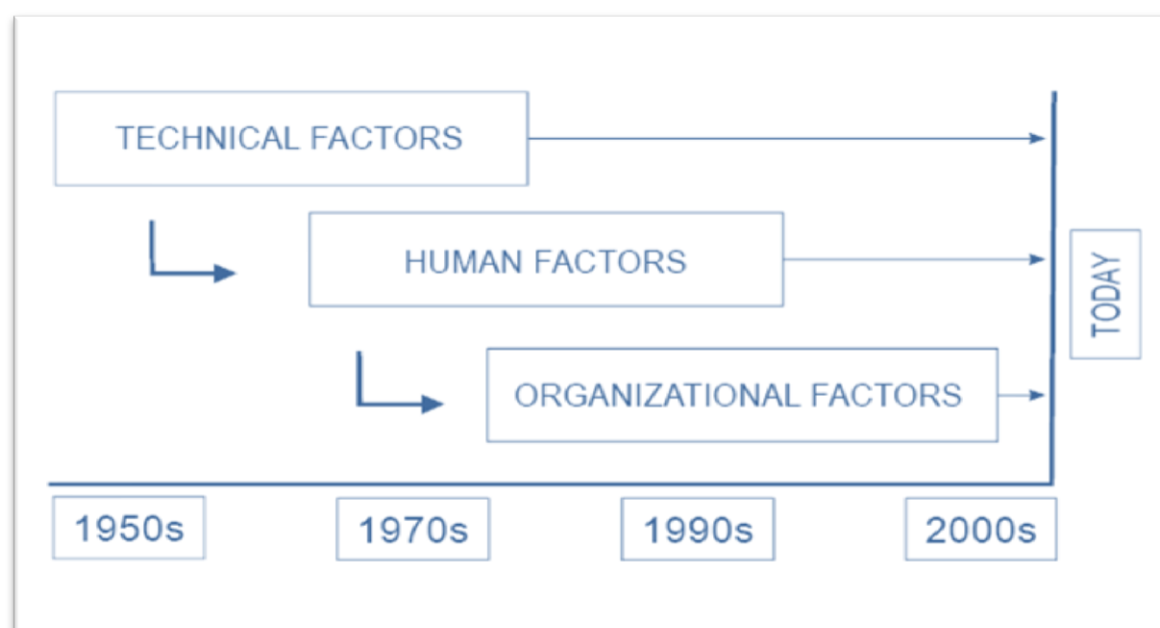 TECHNICAL FACTORS
HUMAN FACTORS
TODAY
ORGANIZATIONAL FACTORS
1950s
1970s
1990s
2000s